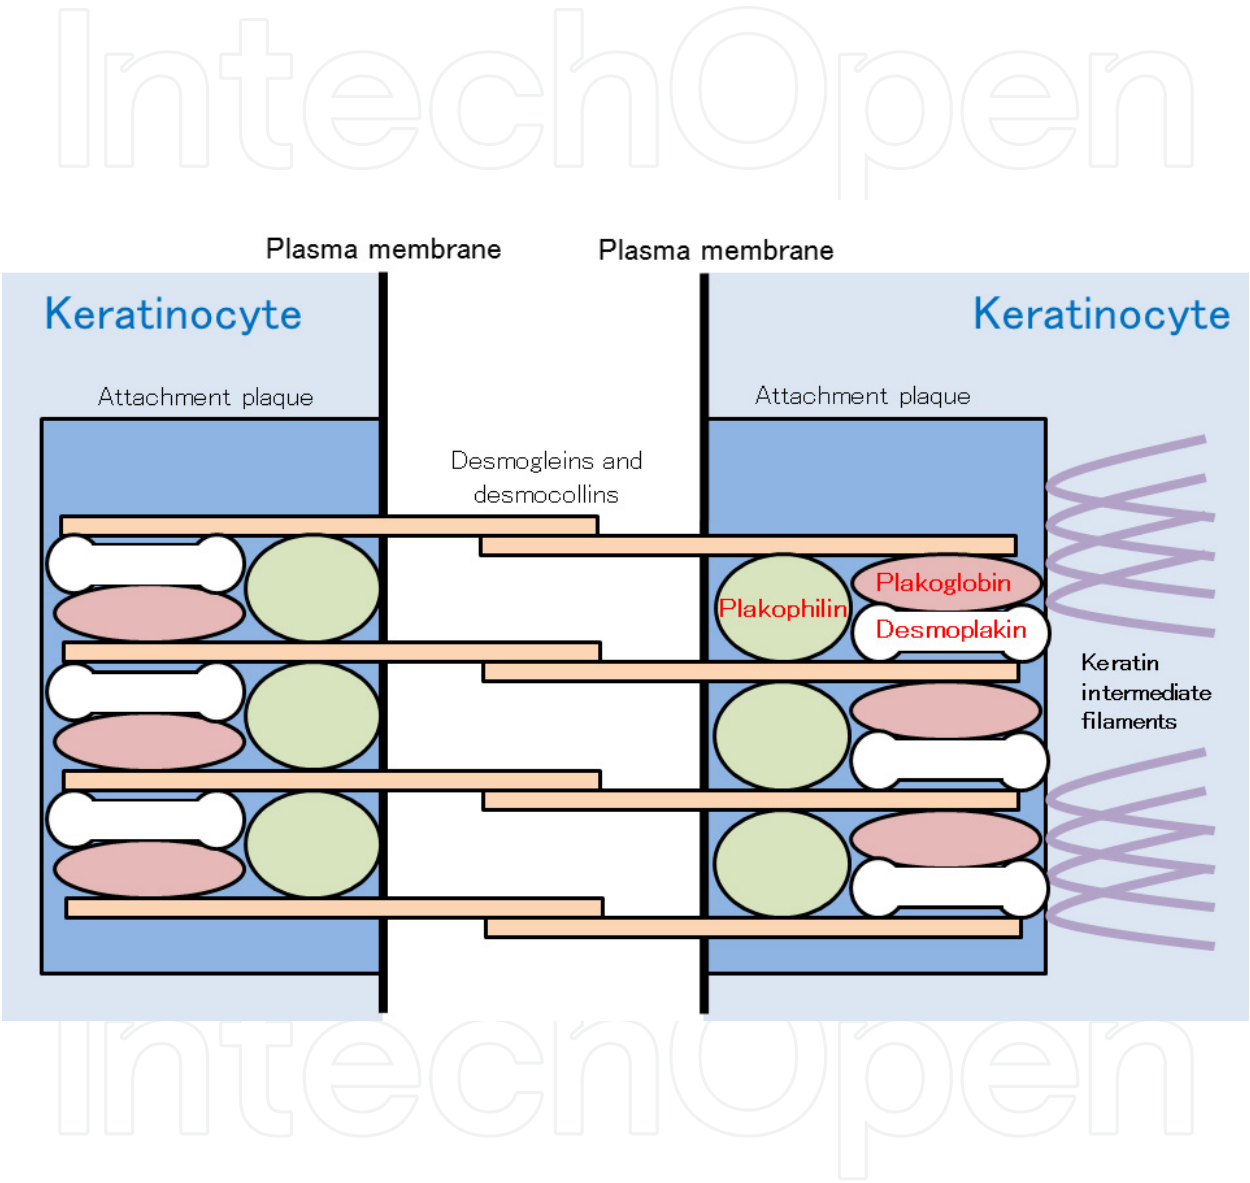 IntechOpen
Plasma membrane
Plasma membrane
Keratinocyte
Keratinocyte
Attachment plaque
Attachment plaque
Desmogleins and
desmocollins
Plakoglobin
Plakophilin
Desmoplakin
Keratin
intermediate
filaments
IntechOpen